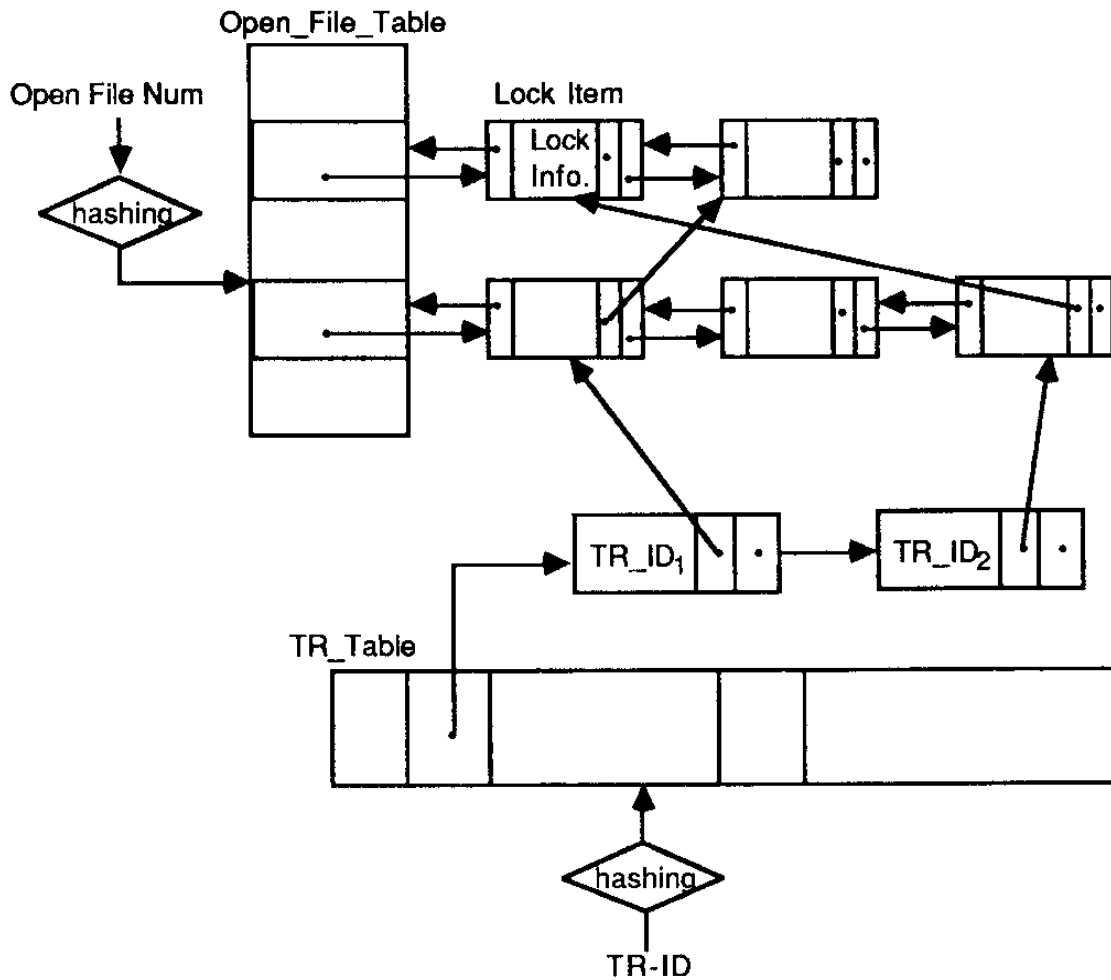 Open_File_Table
Open File Num
Lock Item
Lock
Info.
hashing
TR_ID₁
TR_ID₂
TR_Table
hashing
TR-ID